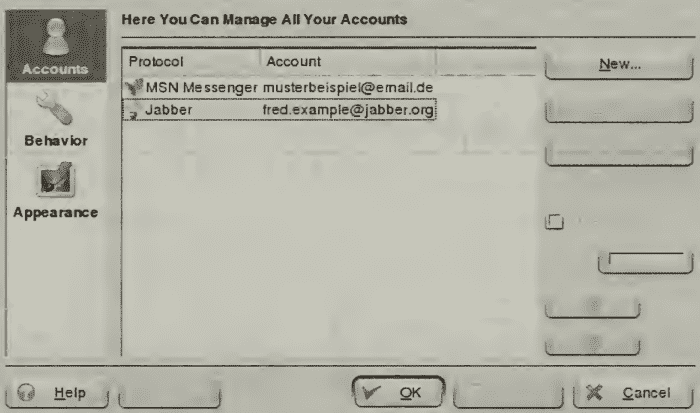 Here You Can Manage All Your Accounts
Accounts
Protocol Account
MSN Messenger musterbeispiel@email.de
Jabber fred.example@jabber.org
New...
Behavior
Appearance
Help
OK
Cancel